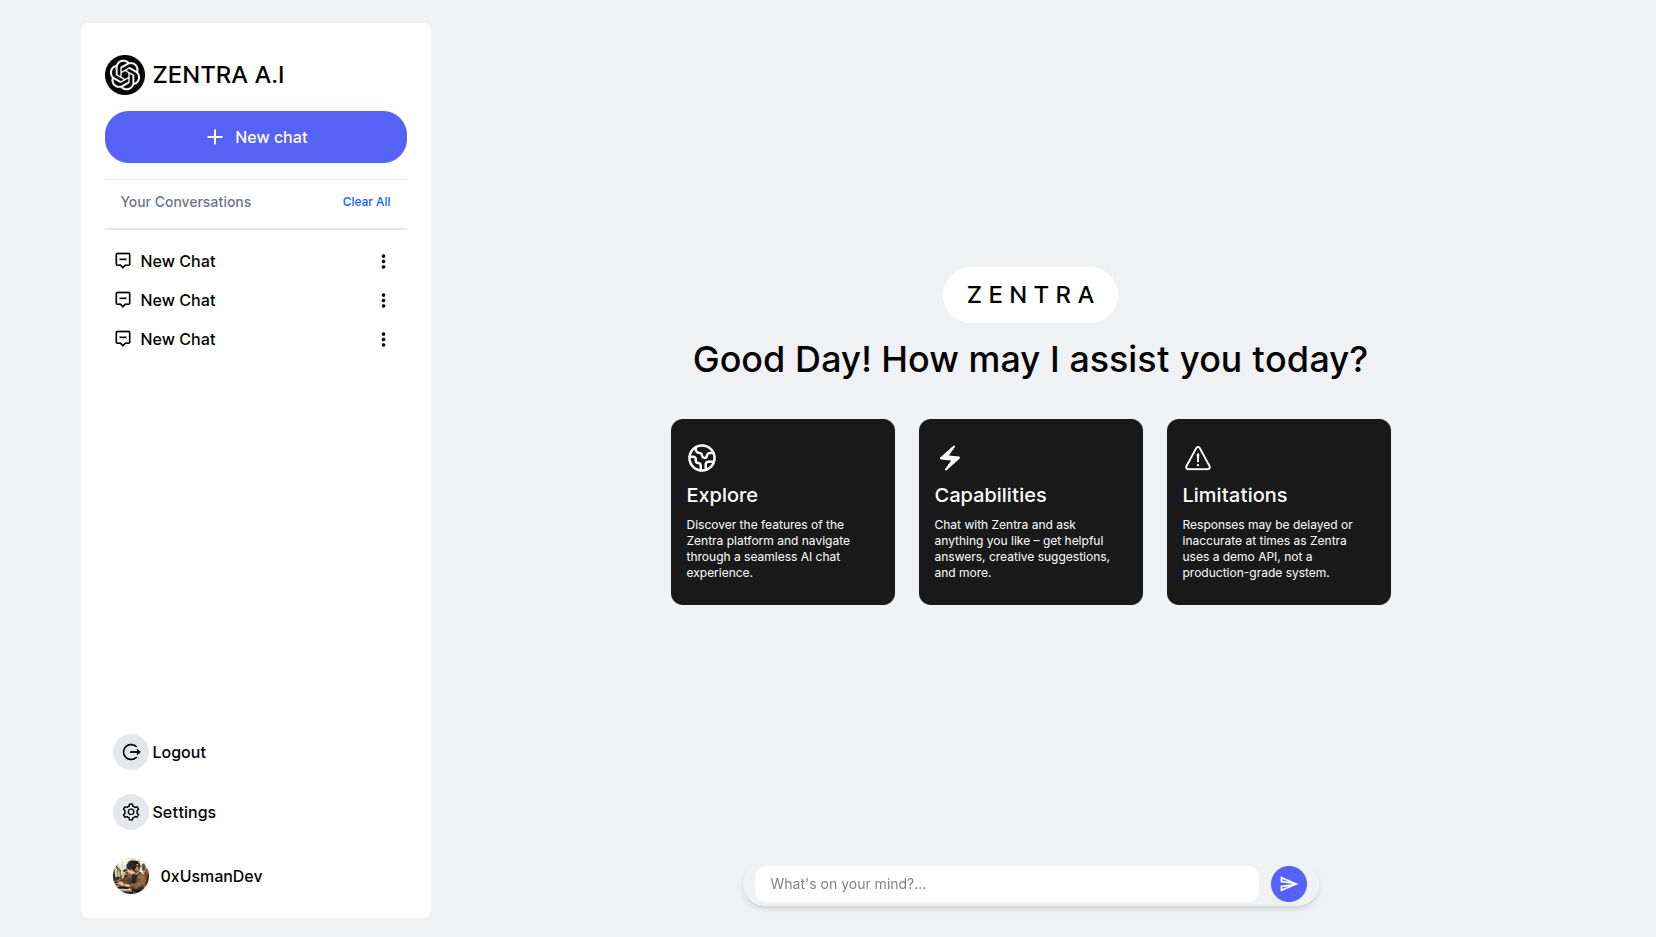 ZENTRA A.I
New chat
Your Conversations
Clear All
New Chat
New Chat
New Chat
Logout
Settings
0xUsmanDev
ZENTRA
Good Day! How may I assist you today?
Explore
Discover the features of the
Zentra platform and navigate
through a seamless AI chat
experience.
Capabilities
Chat with Zentra and ask
anything you like – get helpful
answers, creative suggestions,
and more.
Limitations
Responses may be delayed or
inaccurate at times as Zentra
uses a demo API, not a
production-grade system.
What's on your mind?...